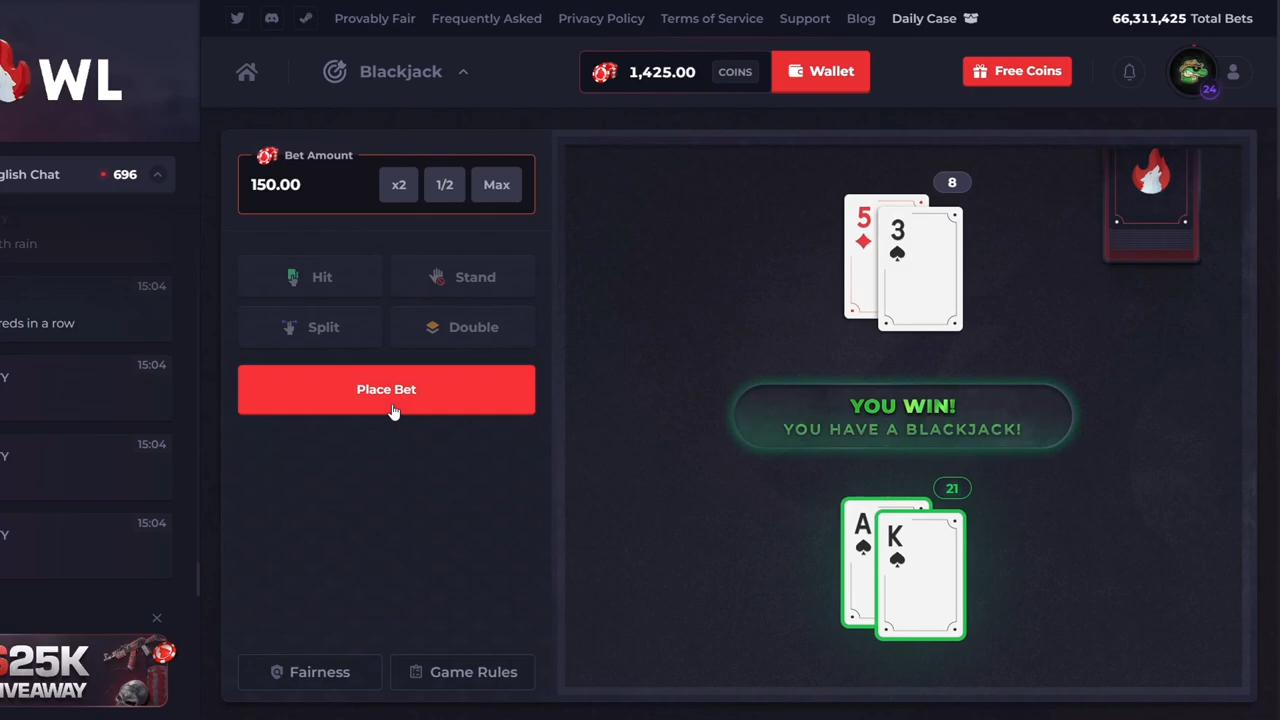 Provably Fair Frequently Asked Privacy Policy Terms of Service Support Blog Daily Case 66,311,425 Total Bets
WL
Blackjack 1,425.00 COINS Wallet Free Coins
24
glish Chat 696
th rain
15:04
reds in a row
15:04
Y
15:04
Y
15:04
Y
$25K
IVEAWAY
Bet Amount
150.00 x2 1/2 Max
Hit Stand
Split Double
Place Bet
Fairness Game Rules
8
5
3
YOU WIN!
YOU HAVE A BLACKJACK!
21
A
K